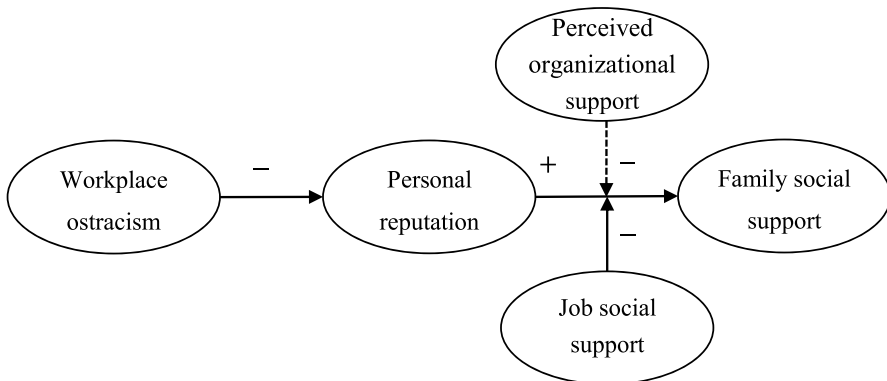 Perceived
organizational
support
Workplace
ostracism
−
Personal
reputation
+
−
Family social
support
−
Job social
support